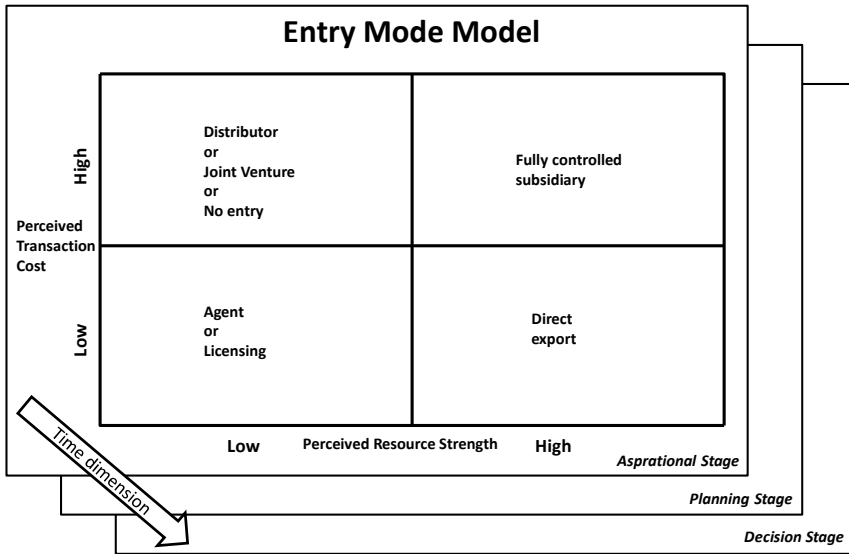 Entry Mode Model
High
Distributor
or
Joint Venture
or
No entry
Fully controlled
subsidiary
Perceived
Transaction
Cost
Low
Agent
or
Licensing
Direct
export
Low
Perceived Resource Strength
High
Asprational Stage
Time dimension
Planning Stage
Decision Stage